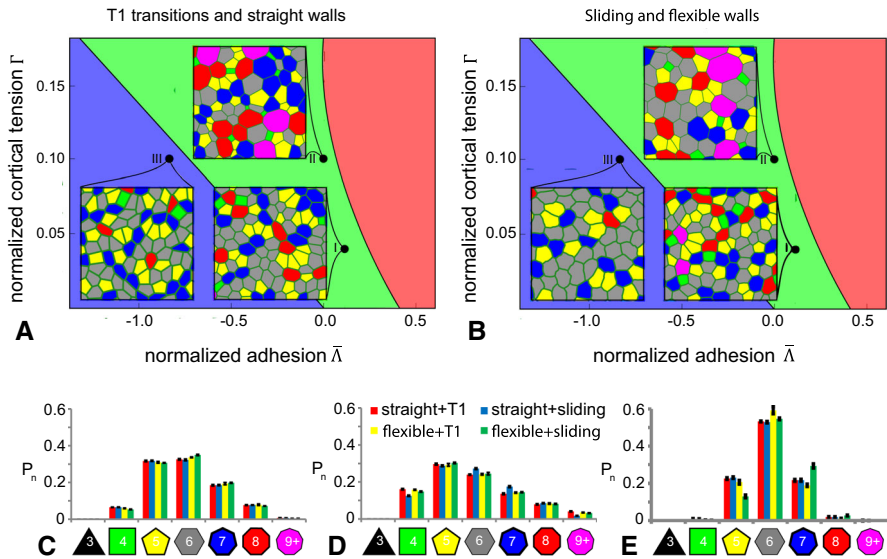 T1 transitions and straight walls
normalized cortical tension Γ
0.15
0.10
0.05
III
II
I
-1.0
-0.5
0.0
0.5
A
normalized adhesion Λ̄
Sliding and flexible walls
normalized cortical tension Γ
0.15
0.10
0.05
III
II
I
-1.0
-0.5
0.0
0.5
B
normalized adhesion Λ̄
0.6
0.4
Pn
0.2
0
C
3
4
5
6
7
8
9+
straight+T1
straight+sliding
flexible+T1
flexible+sliding
0.6
0.4
Pn
0.2
0
D
3
4
5
6
7
8
9+
0.6
0.4
Pn
0.2
0
E
3
4
5
6
7
8
9+